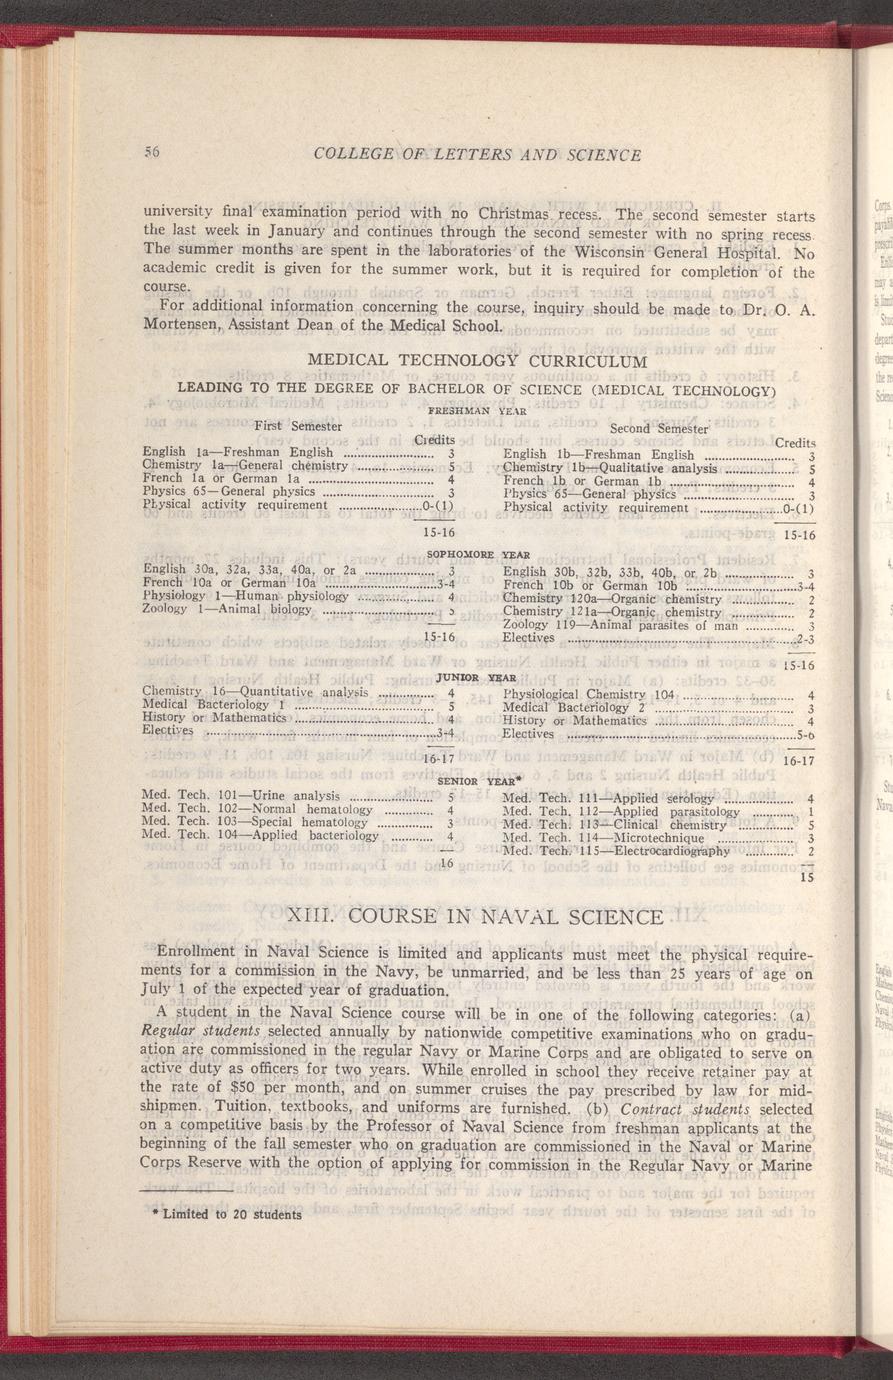 56 COLLEGE OF LETTERS AND SCIENCE
university final examination period with no Christmas recess. The second semester starts
the last week in January and continues through the second semester with no spring recess.
The summer months are spent in the laboratories of the Wisconsin General Hospital. No
academic credit is given for the summer work, but it is required for completion of the
course.
For additional information concerning the course, inquiry should be made to Dr. O. A.
Mortensen, Assistant Dean of the Medical School.
MEDICAL TECHNOLOGY CURRICULUM
LEADING TO THE DEGREE OF BACHELOR OF SCIENCE (MEDICAL TECHNOLOGY)
FRESHMAN YEAR
First Semester
Credits
English 1a—Freshman English 3
Chemistry 1a—General chemistry 5
French 1a or German 1a 4
Physics 65—General physics 3
Physical activity requirement 0-(1)
15-16
Second Semester
Credits
English 1b—Freshman English 3
Chemistry 1b—Qualitative analysis 5
French 1b or German 1b 4
Physics 65—General physics 3
Physical activity requirement 0-(1)
15-16
SOPHOMORE YEAR
English 30a, 32a, 33a, 40a, or 2a 3
French 10a or German 10a 3-4
Physiology 1—Human physiology 4
Zoology 1—Animal biology 5
15-16
English 30b, 32b, 33b, 40b, or 2b 3
French 10b or German 10b 3-4
Chemistry 120a—Organic chemistry 2
Chemistry 121a—Organic chemistry 2
Zoology 119—Animal parasites of man 3
Electives 2-3
15-16
JUNIOR YEAR
Chemistry 16—Quantitative analysis 4
Medical Bacteriology 1 5
History or Mathematics 4
Electives 3-4
16-17
Physiological Chemistry 104 4
Medical Bacteriology 2 3
History or Mathematics 4
Electives 5-6
16-17
SENIOR YEAR*
Med. Tech. 101—Urine analysis 5
Med. Tech. 102—Normal hematology 4
Med. Tech. 103—Special hematology 3
Med. Tech. 104—Applied bacteriology 4
16
Med. Tech. 111—Applied serology 4
Med. Tech. 112—Applied parasitology 1
Med. Tech. 113—Clinical chemistry 5
Med. Tech. 114—Microtechnique 3
Med. Tech. 115—Electrocardiography 2
15
XIII. COURSE IN NAVAL SCIENCE
Enrollment in Naval Science is limited and applicants must meet the physical require-
ments for a commission in the Navy, be unmarried, and be less than 25 years of age on
July 1 of the expected year of graduation.
A student in the Naval Science course will be in one of the following categories: (a)
Regular students selected annually by nationwide competitive examinations who on gradu-
ation are commissioned in the regular Navy or Marine Corps and are obligated to serve on
active duty as officers for two years. While enrolled in school they receive retainer pay at
the rate of $50 per month, and on summer cruises the pay prescribed by law for mid-
shipmen. Tuition, textbooks, and uniforms are furnished. (b) Contract students selected
on a competitive basis by the Professor of Naval Science from freshman applicants at the
beginning of the fall semester who on graduation are commissioned in the Naval or Marine
Corps Reserve with the option of applying for commission in the Regular Navy or Marine
* Limited to 20 students